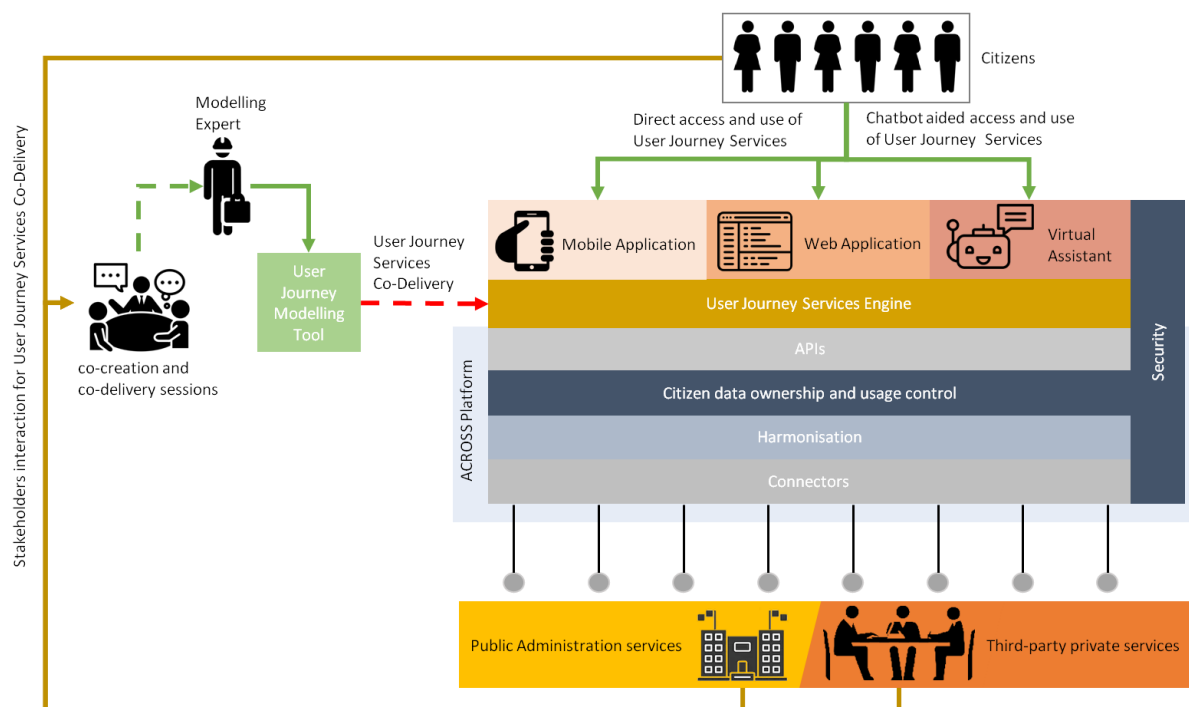 Citizens
Modelling
Expert
Direct access and use of
User Journey Services
Chatbot aided access and use
of User Journey Services
Stakeholders interaction for User Journey Services Co-Delivery
User Journey
Services
Co-Delivery
User
Journey
Modelling
Tool
co-creation and
co-delivery sessions
Mobile Application
Web Application
Virtual
Assistant
User Journey Services Engine
APIs
Citizen data ownership and usage control
Harmonisation
Connectors
Security
ACROSS Platform
Public Administration services
Third-party private services